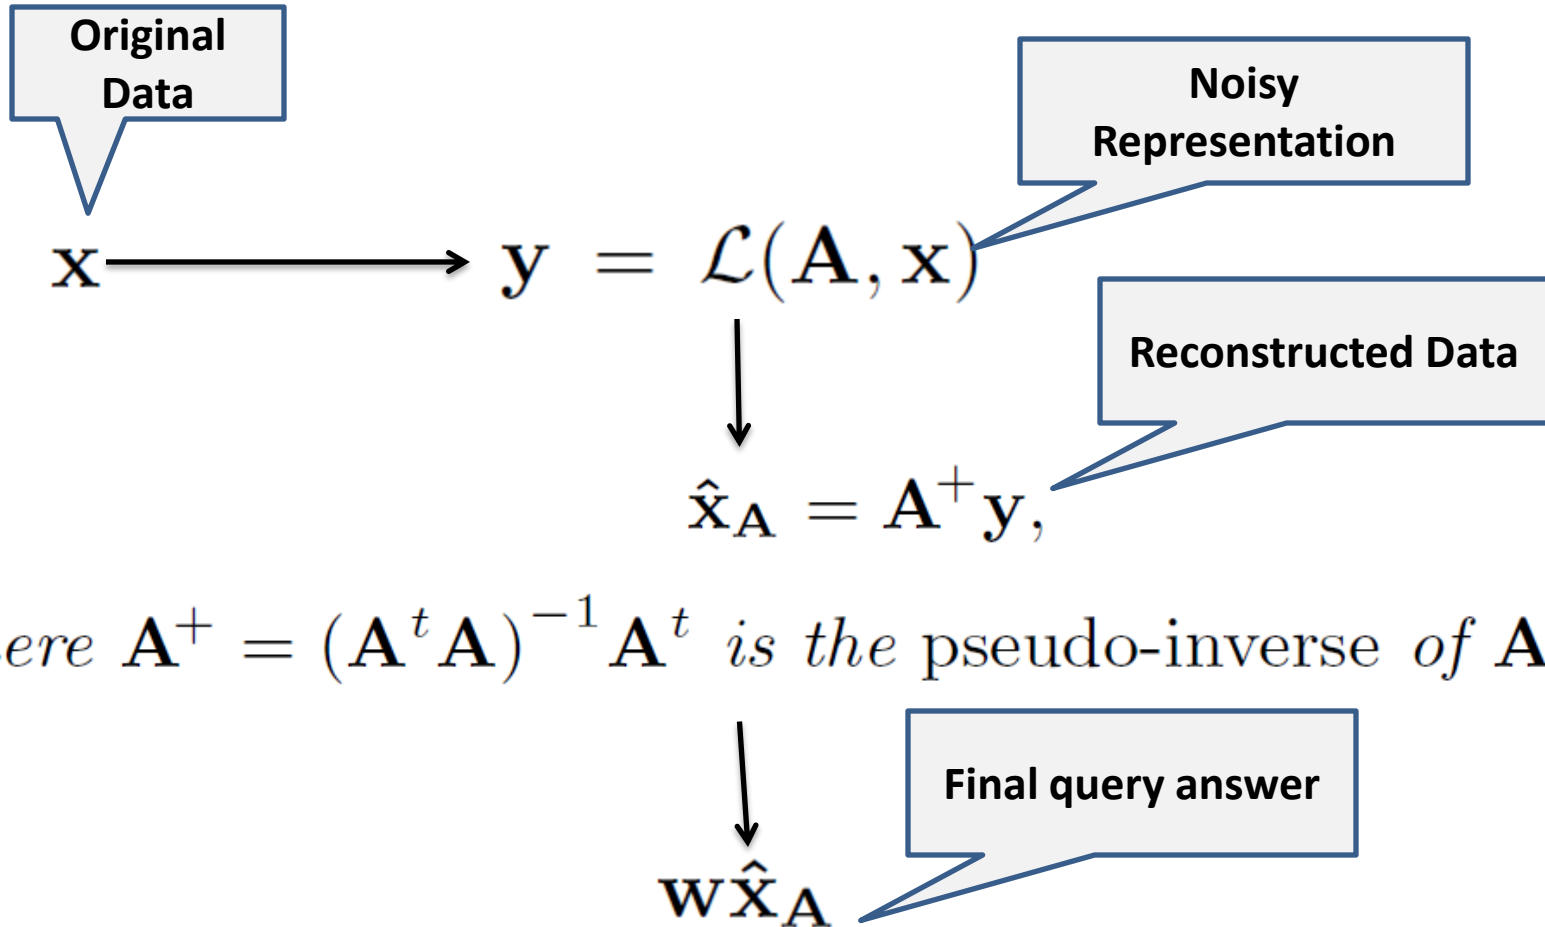 Original
Data
Noisy
Representation
𝐱 ⟶ 𝐲 = ℒ(𝐀, 𝐱)
Reconstructed Data
𝐱̂_𝐀 = 𝐀⁺𝐲,
ere 𝐀⁺ = (𝐀ᵗ𝐀)⁻¹𝐀ᵗ is the pseudo-inverse of 𝐀
Final query answer
𝐰𝐱̂_𝐀